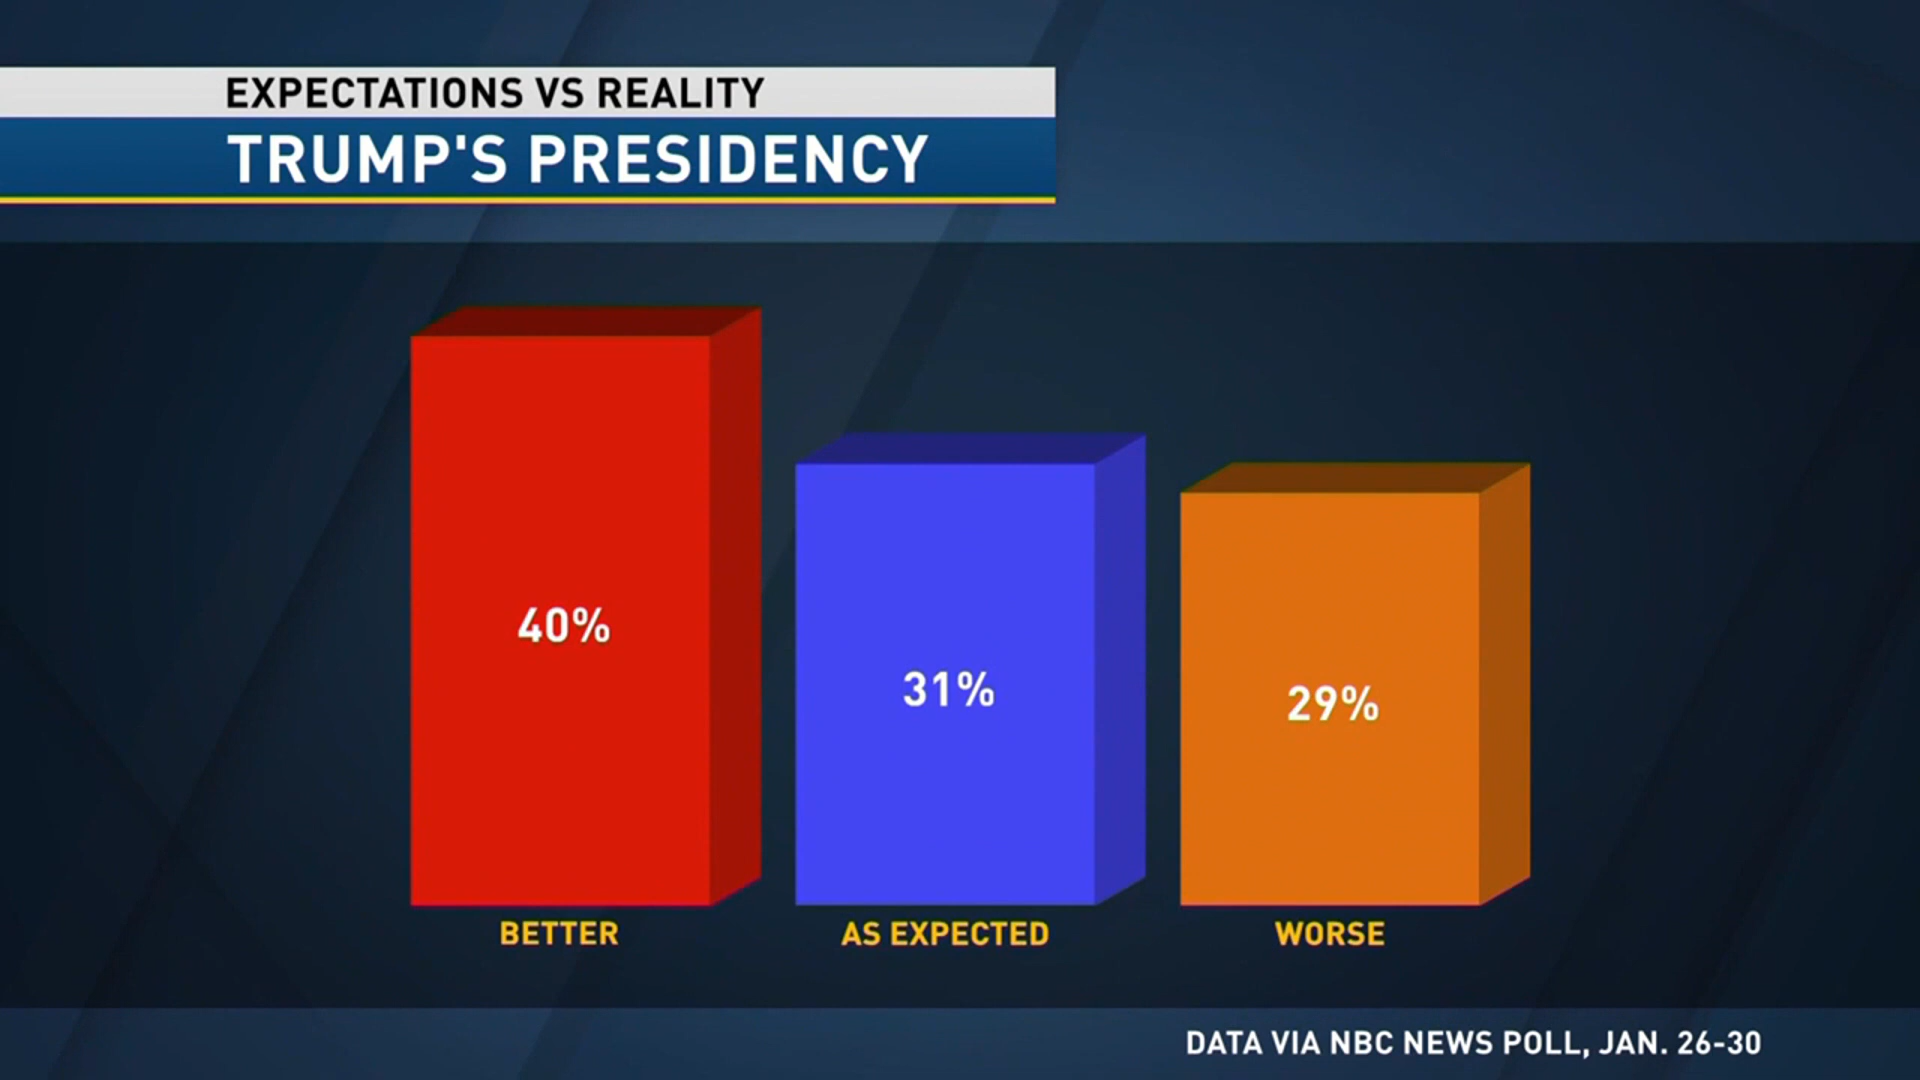 EXPECTATIONS VS REALITY
TRUMP'S PRESIDENCY
40%
31%
29%
BETTER
AS EXPECTED
WORSE
DATA VIA NBC NEWS POLL, JAN. 26-30